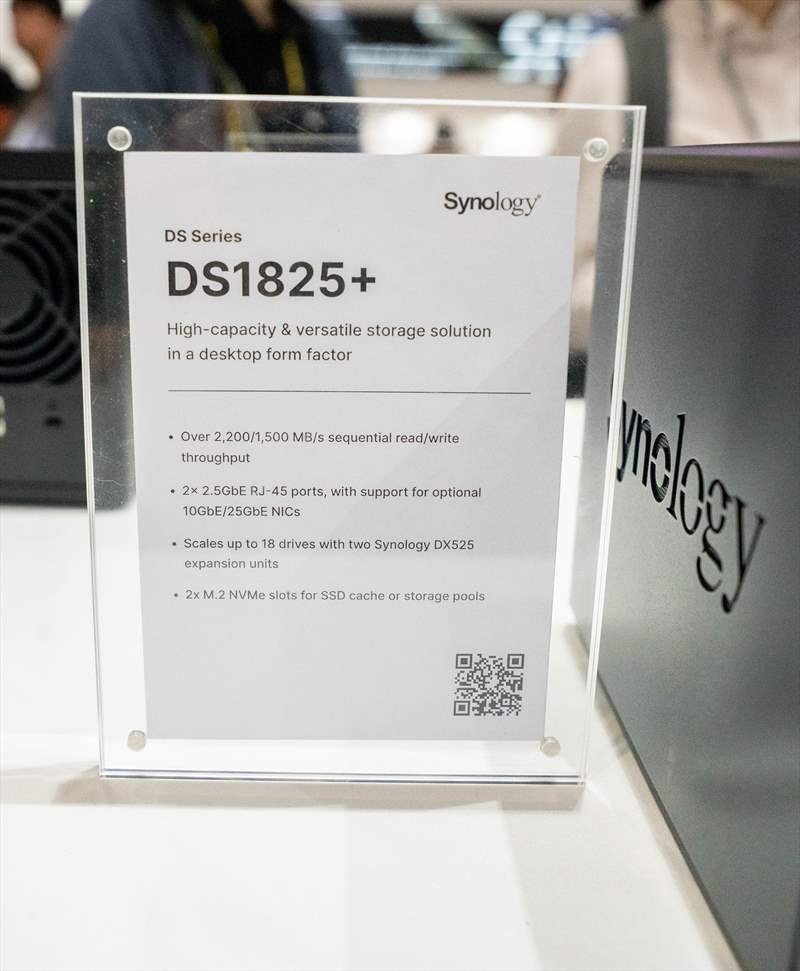 Synology
DS Series
DS1825+
High-capacity & versatile storage solution
in a desktop form factor
• Over 2,200/1,500 MB/s sequential read/write
throughput
• 2× 2.5GbE RJ-45 ports, with support for optional
10GbE/25GbE NICs
• Scales up to 18 drives with two Synology DX525
expansion units
• 2x M.2 NVMe slots for SSD cache or storage pools
Synology